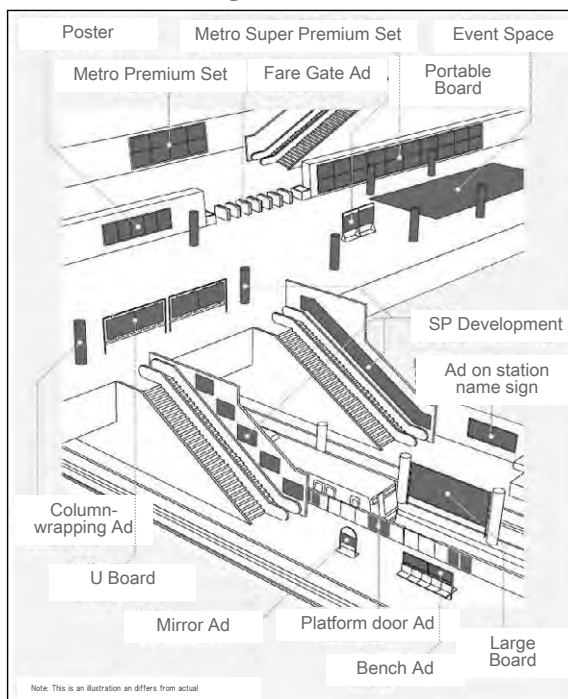 Poster
Metro Super Premium Set
Event Space
Metro Premium Set
Fare Gate Ad
Portable
Board
SP Development
Ad on station
name sign
Column-
wrapping Ad
U Board
Mirror Ad
Platform door Ad
Bench Ad
Large
Board
Note: This is an illustration an differs from actual